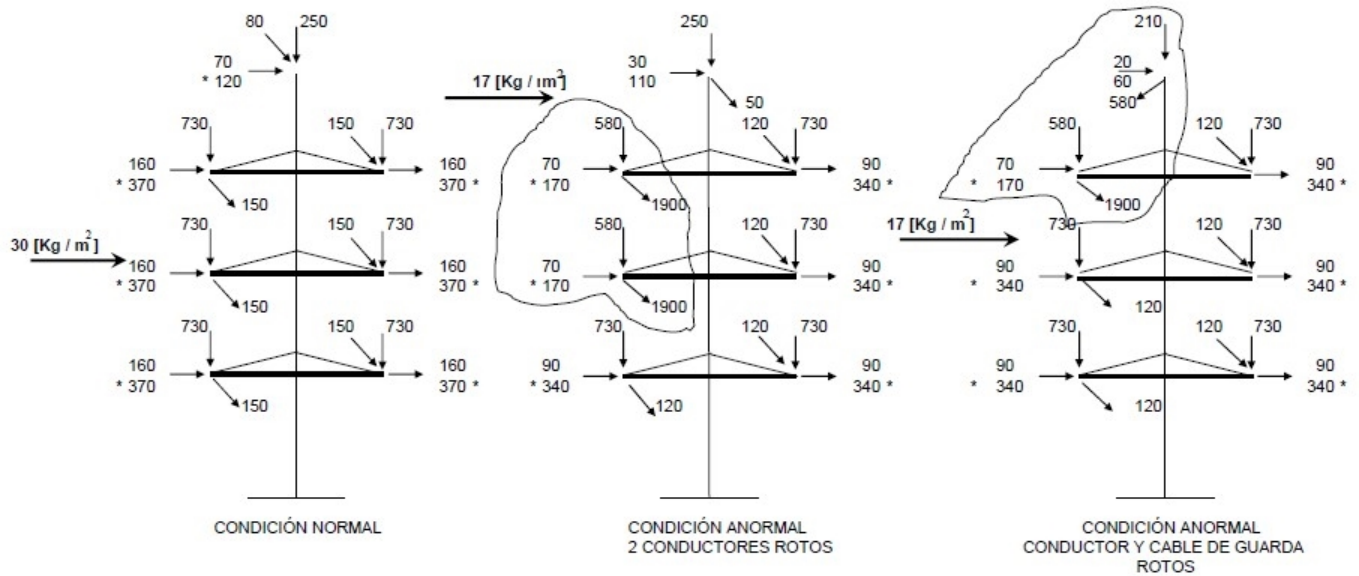 80 250
70
* 120
730 150 730
160 160
* 370 370 *
150
30 [Kg / m²]
730 150 730
160 160
* 370 370 *
150
730 150 730
160 160
* 370 370 *
150
CONDICIÓN NORMAL
250
30
110
17 [Kg / m²]
50
580 120 730
70 90
* 170 340 *
1900
580 120 730
70 90
* 170 340 *
1900
730 120 730
90 90
* 340 340 *
120
CONDICIÓN ANORMAL
2 CONDUCTORES ROTOS
210
20
60
580
580 120 730
70 90
* 170 340 *
1900
17 [Kg / m²]
730 120 730
90 90
* 340 340 *
120
730 120 730
90 90
* 340 340 *
120
CONDICIÓN ANORMAL
CONDUCTOR Y CABLE DE GUARDA
ROTOS